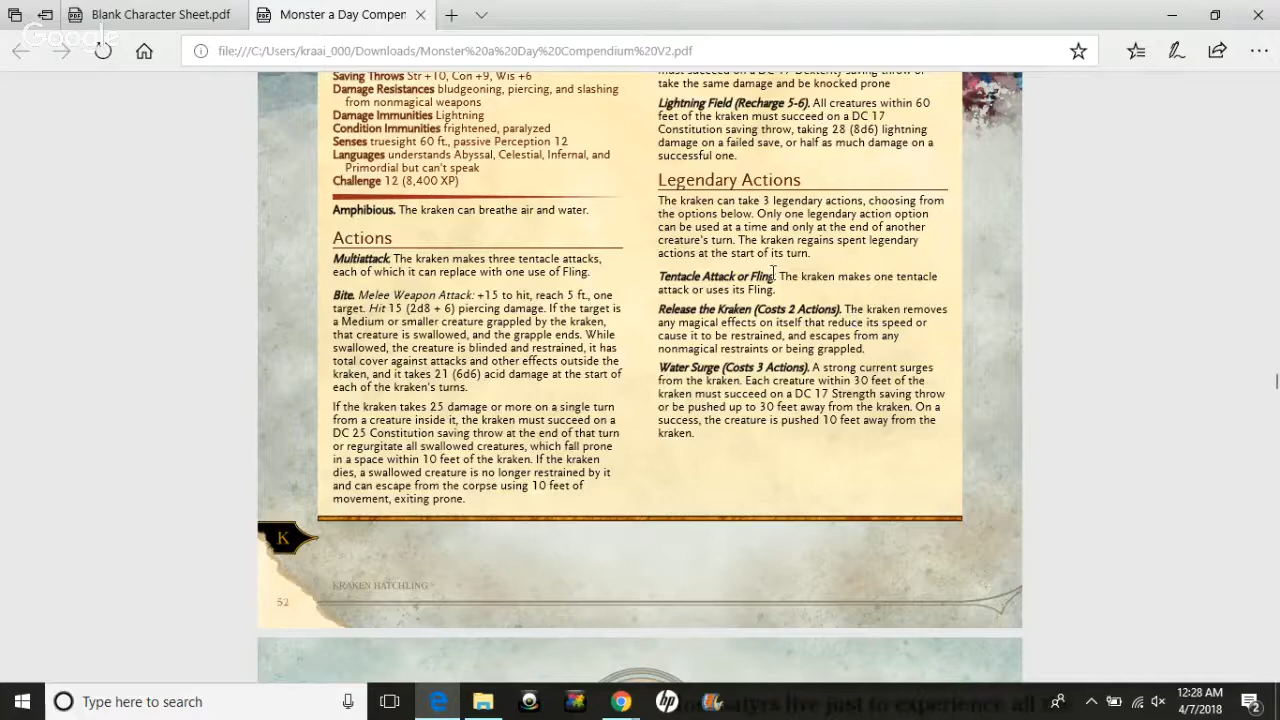 Blank Character Sheet.pdf
Monster a Day Compen
Google
file:///C:/Users/kraai_000/Downloads/Monster%20a%20Day%20Compendium%20V2.pdf
Saving Throws Str +10, Con +9, Wis +6
Damage Resistances bludgeoning, piercing, and slashing
from nonmagical weapons
Damage Immunities Lightning
Condition Immunities frightened, paralyzed
Senses truesight 60 ft., passive Perception 12
Languages understands Abyssal, Celestial, Infernal, and
Primordial but can't speak
Challenge 12 (8,400 XP)
Amphibious. The kraken can breathe air and water.
Actions
Multiattack. The kraken makes three tentacle attacks,
each of which it can replace with one use of Fling.
Bite. Melee Weapon Attack: +15 to hit, reach 5 ft., one
target. Hit 15 (2d8 + 6) piercing damage. If the target is
a Medium or smaller creature grappled by the kraken,
that creature is swallowed, and the grapple ends. While
swallowed, the creature is blinded and restrained, it has
total cover against attacks and other effects outside the
kraken, and it takes 21 (6d6) acid damage at the start of
each of the kraken's turns.
If the kraken takes 25 damage or more on a single turn
from a creature inside it, the kraken must succeed on a
DC 25 Constitution saving throw at the end of that turn
or regurgitate all swallowed creatures, which fall prone
in a space within 10 feet of the kraken. If the kraken
dies, a swallowed creature is no longer restrained by it
and can escape from the corpse using 10 feet of
movement, exiting prone.
must succeed on a DC 17 Dexterity saving throw or
take the same damage and be knocked prone
Lightning Field (Recharge 5-6). All creatures within 60
feet of the kraken must succeed on a DC 17
Constitution saving throw, taking 28 (8d6) lightning
damage on a failed save, or half as much damage on a
successful one.
Legendary Actions
The kraken can take 3 legendary actions, choosing from
the options below. Only one legendary action option
can be used at a time and only at the end of another
creature's turn. The kraken regains spent legendary
actions at the start of its turn.
Tentacle Attack or Fling. The kraken makes one tentacle
attack or uses its Fling.
Release the Kraken (Costs 2 Actions). The kraken removes
any magical effects on itself that reduce its speed or
cause it to be restrained, and escapes from any
nonmagical restraints or being grappled.
Water Surge (Costs 3 Actions). A strong current surges
from the kraken. Each creature within 30 feet of the
kraken must succeed on a DC 17 Strength saving throw
or be pushed up to 30 feet away from the kraken. On a
success, the creature is pushed 10 feet away from the
kraken.
K
KRAKEN HATCHLING
52
Type here to search
hp
12:28 AM
4/7/2018
2